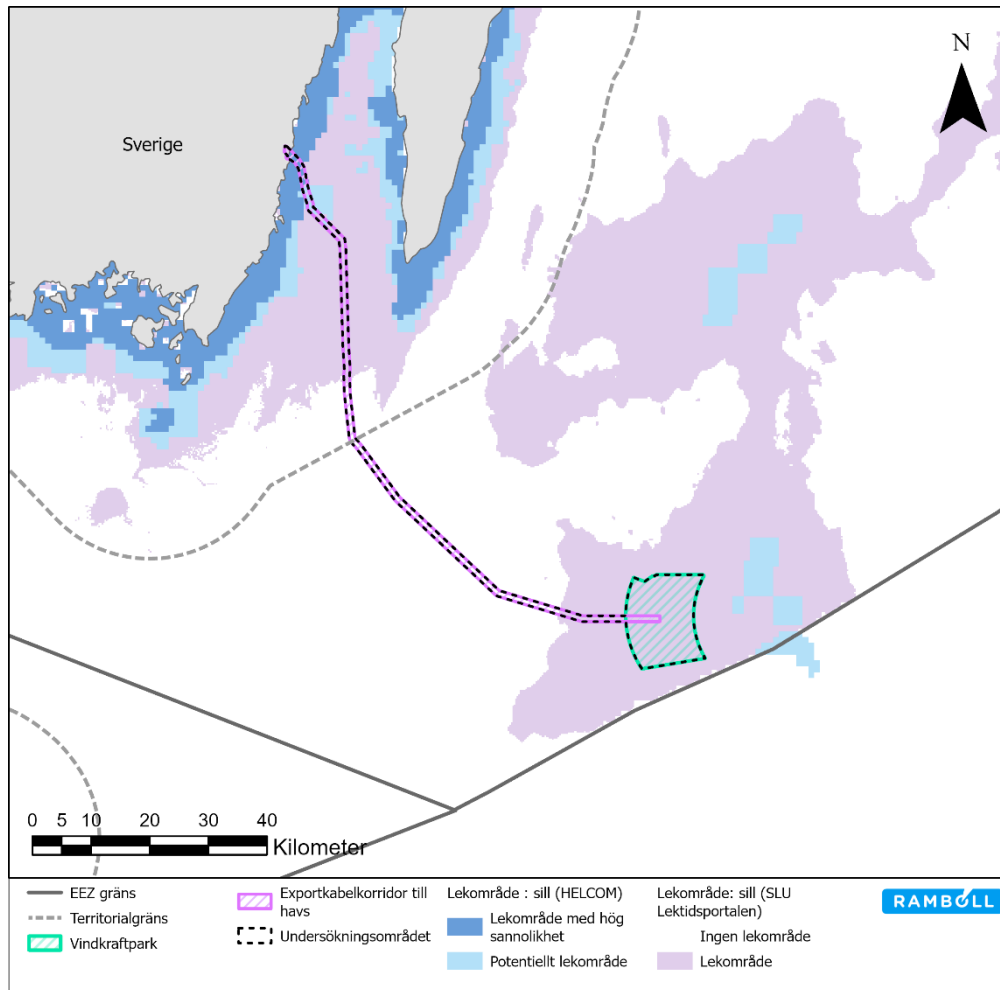 N
Sverige
0 5 10 20 30 40
Kilometer
EEZ gräns
Territorialgräns
Vindkraftpark
Exportkabelkorridor till
havs
Undersökningsområdet
Lekområde : sill (HELCOM)
Lekområde med hög
sannolikhet
Potentiellt lekområde
Lekområde: sill (SLU
Lektidsportalen)
Ingen lekområde
Lekområde
RAMBOLL